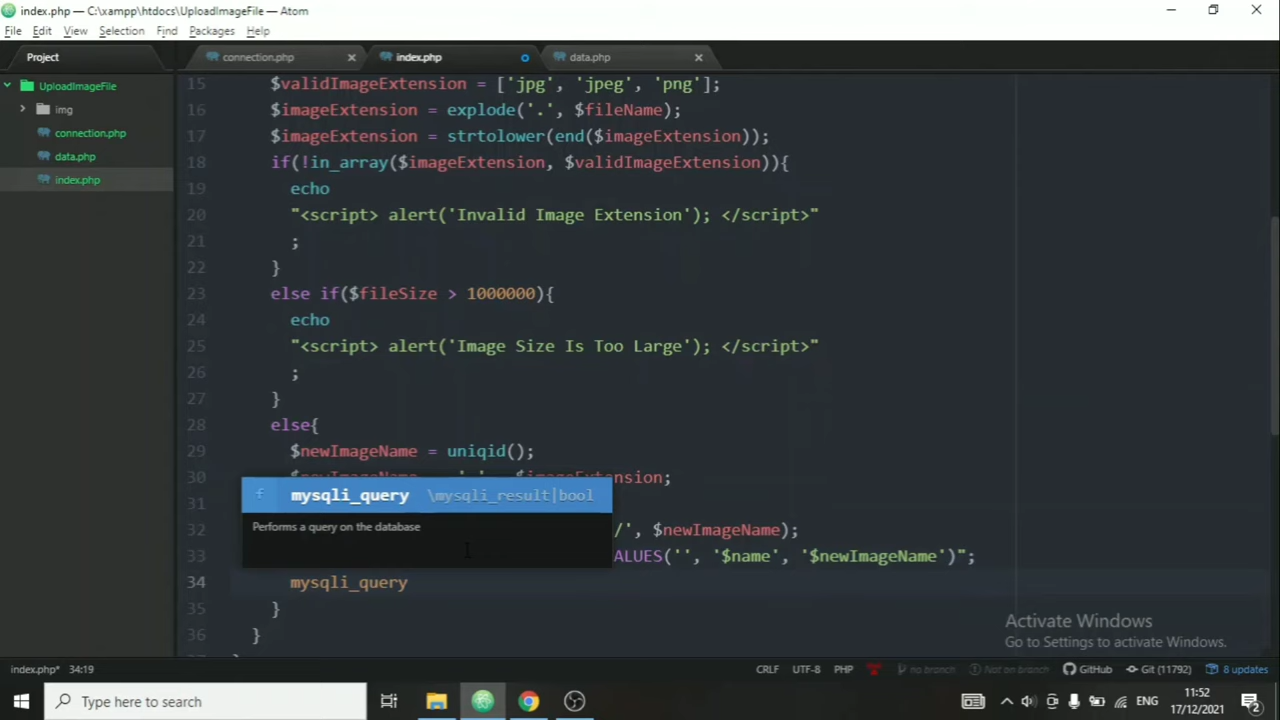 index.php — C:\xampp\htdocs\UploadImageFile — Atom
File Edit View Selection Find Packages Help
Project
connection.php
index.php
data.php
UploadImageFile
img
connection.php
data.php
index.php
15 $validImageExtension = ['jpg', 'jpeg', 'png'];
16 $imageExtension = explode('.', $fileName);
17 $imageExtension = strtolower(end($imageExtension));
18 if(!in_array($imageExtension, $validImageExtension)){
19 echo
20 "<script> alert('Invalid Image Extension'); </script>"
21 ;
22 }
23 else if($fileSize > 1000000){
24 echo
25 "<script> alert('Image Size Is Too Large'); </script>"
26 ;
27 }
28 else{
29 $newImageName = uniqid();
30 $imageExtension;
31
32 /', $newImageName);
33 ALUES('', '$name', '$newImageName')";
34 mysqli_query
35 }
36 }
f mysqli_query \mysqli_result|bool
Performs a query on the database
Activate Windows
Go to Settings to activate Windows.
index.php* 34:19
CRLF UTF-8 PHP no branch Not on branch GitHub Git (11792) 8 updates
Type here to search
ENG
11:52
17/12/2021
2